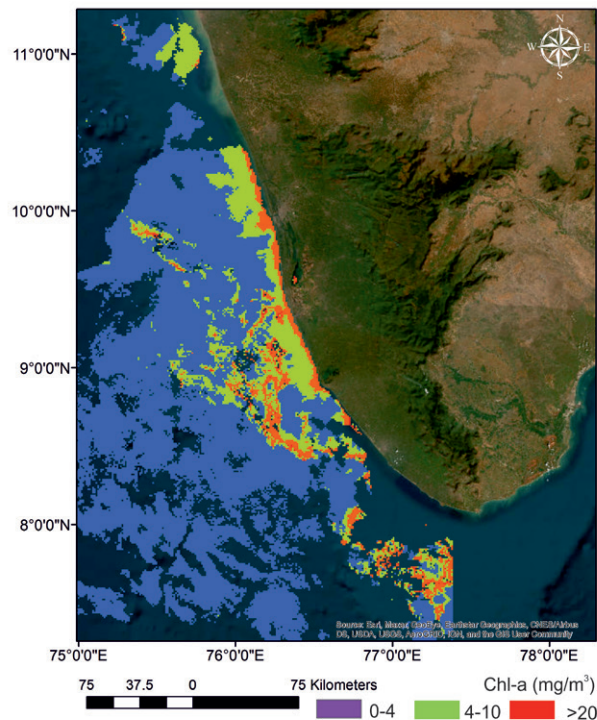 N
W E
S
11°0'0"N
10°0'0"N
9°0'0"N
8°0'0"N
Source: Esri, Maxar, GeoEye, Earthstar Geographics, CNES/Airbus
DS, USDA, USGS, AeroGRID, IGN, and the GIS User Community
75°0'0"E 76°0'0"E 77°0'0"E 78°0'0"E
75 37.5 0 75 Kilometers
Chl-a (mg/m³)
0-4 4-10 >20